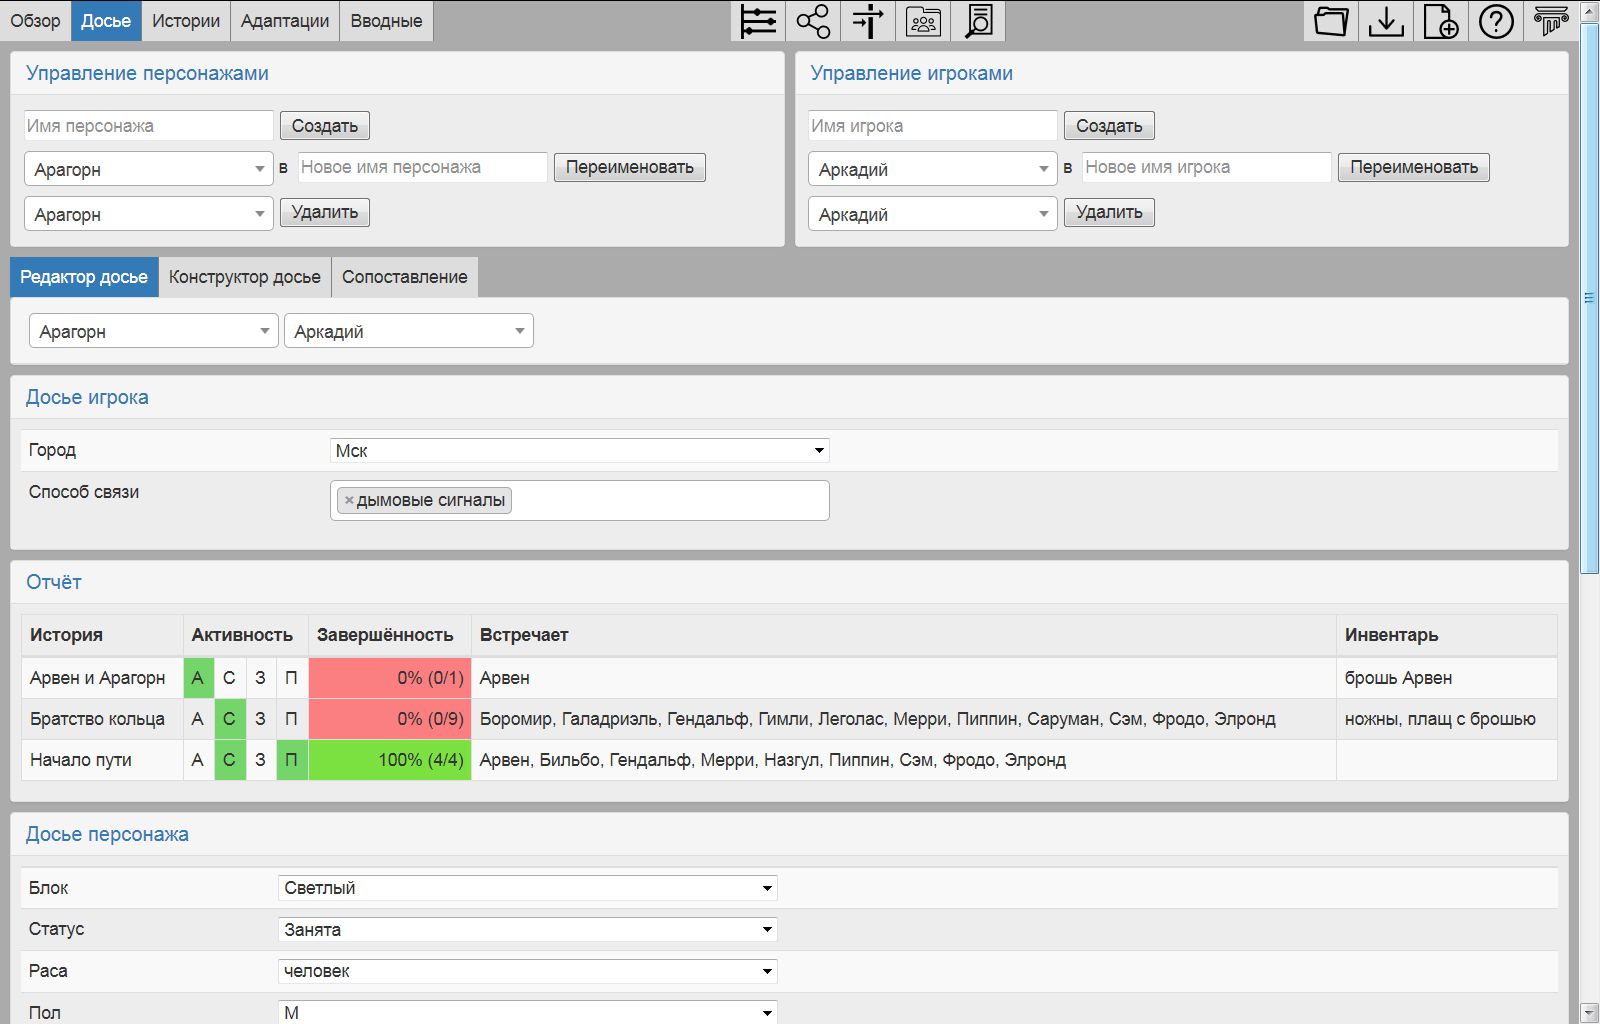 Обзор Досье Истории Адаптации Вводные
Управление персонажами
Имя персонажа Создать
Арагорн в Новое имя персонажа Переименовать
Арагорн Удалить
Управление игроками
Имя игрока Создать
Аркадий в Новое имя игрока Переименовать
Аркадий Удалить
Редактор досье Конструктор досье Сопоставление
Арагорн Аркадий
Досье игрока
Город Мск
Способ связи × дымовые сигналы
Отчёт
История Активность Завершённость Встречает Инвентарь
Арвен и Арагорн А С З П 0% (0/1) Арвен брошь Арвен
Братство кольца А С З П 0% (0/9) Боромир, Галадриэль, Гендальф, Гимли, Леголас, Мерри, Пиппин, Саруман, Сэм, Фродо, Элронд ножны, плащ с брошью
Начало пути А С З П 100% (4/4) Арвен, Бильбо, Гендальф, Мерри, Назгул, Пиппин, Сэм, Фродо, Элронд
Досье персонажа
Блок Светлый
Статус Занята
Раса человек
Пол М